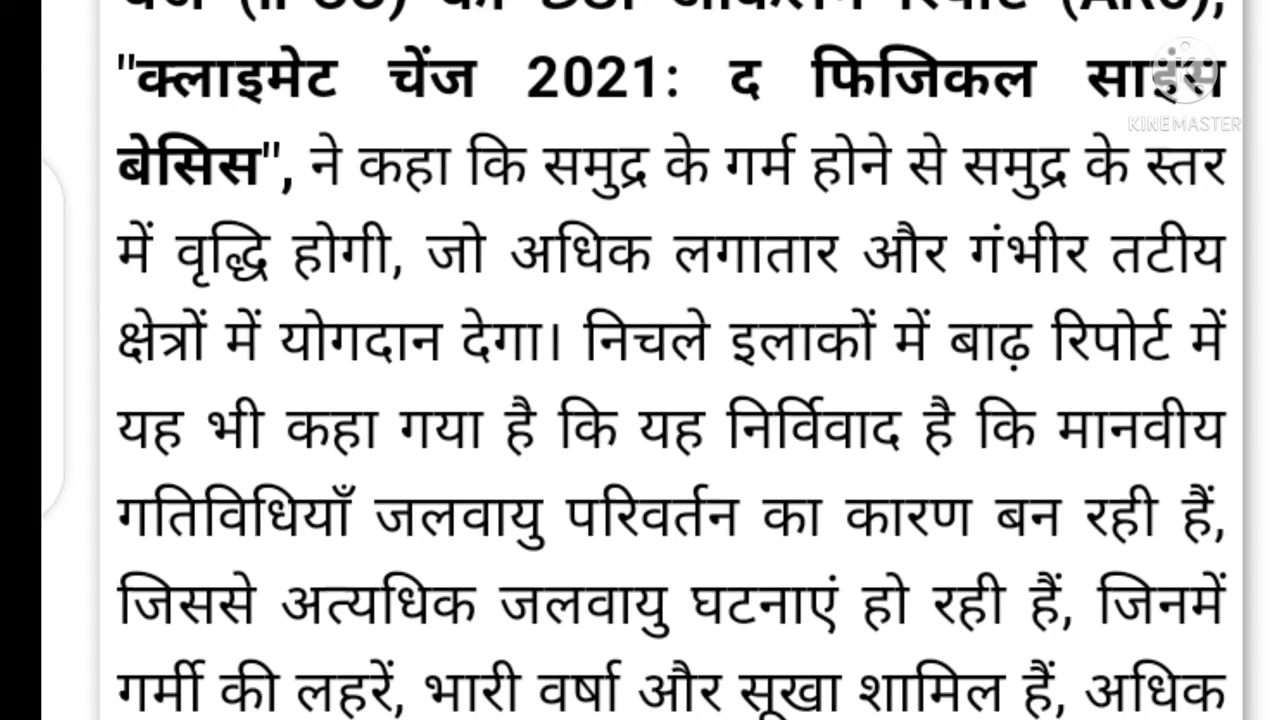 "क्लाइमेट चेंज 2021: द फिजिकल साइंस
बेसिस", ने कहा कि समुद्र के गर्म होने से समुद्र के स्तर
में वृद्धि होगी, जो अधिक लगातार और गंभीर तटीय
क्षेत्रों में योगदान देगा। निचले इलाकों में बाढ़ रिपोर्ट में
यह भी कहा गया है कि यह निर्विवाद है कि मानवीय
गतिविधियाँ जलवायु परिवर्तन का कारण बन रही हैं,
जिससे अत्यधिक जलवायु घटनाएं हो रही हैं, जिनमें
गर्मी की लहरें, भारी वर्षा और सूखा शामिल हैं, अधिक
KINEMASTER